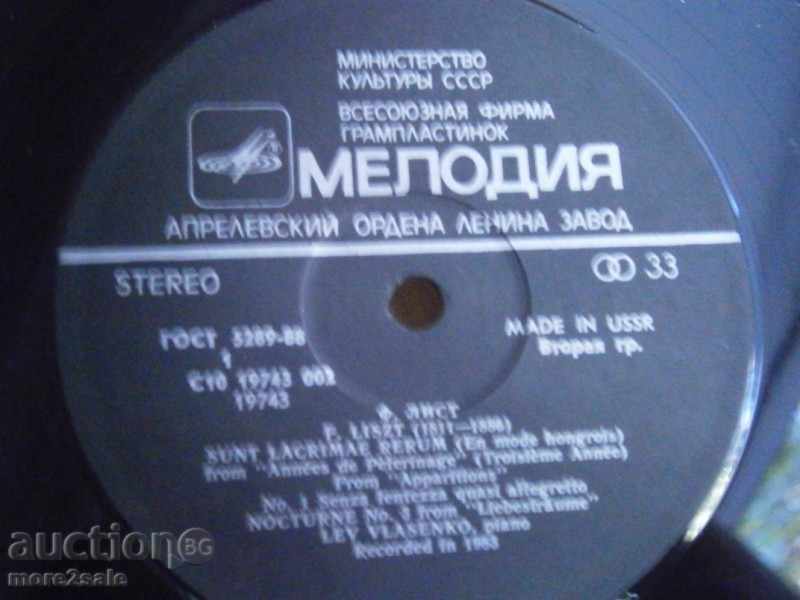 МИНИСТЕРСТВО
КУЛЬТУРЫ СССР
ВСЕСОЮЗНАЯ ФИРМА
ГРАМПЛАСТИНОК
МЕЛОДИЯ
АПРЕЛЕВСКИЙ ОРДЕНА ЛЕНИНА ЗАВОД
STEREO 33
ГОСТ 5289-88 MADE IN USSR
1 Вторая гр.
С10 19743 002
19743
Ф. ЛИСТ
F. LISZT (1811—1886)
SUNT LACRIMAE RERUM (En mode hongrois)
from "Années de Pèlerinage" (Troisième Année)
From "Apparitions"
No. 1 Senza lentezza quasi allegretto
NOCTURNE No. 3 from "Liebesträume"
LEV VLASENKO, piano
Recorded in 1983
auction BG
more2sale